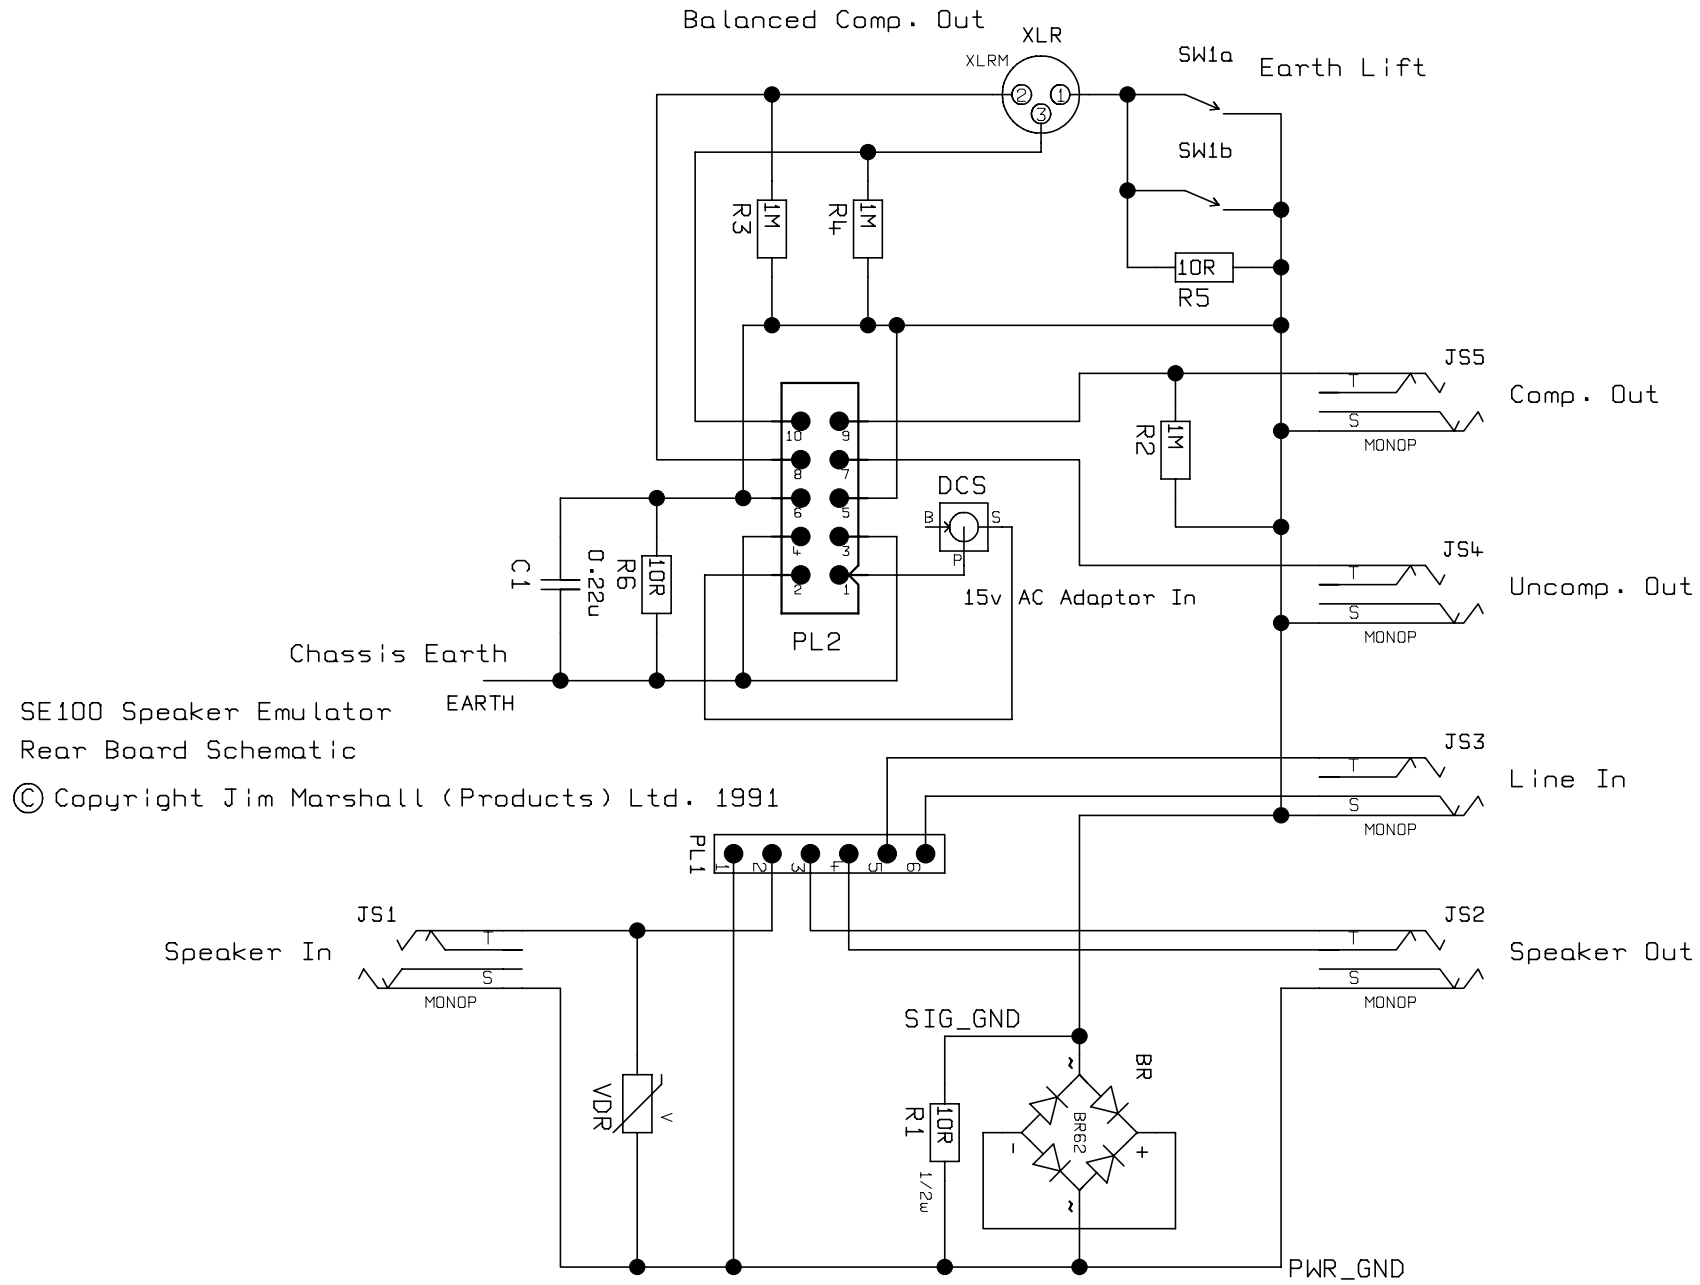 Balanced Comp. Out
XLR
XLRM
2
1
3
SW1a
Earth Lift
SW1b
R3
1M
R4
1M
10R
R5
JS5
T
S
MONOP
Comp. Out
R2
1M
10
9
8
7
6
5
4
3
2
1
PL2
DCS
B
S
P
15v AC Adaptor In
JS4
T
S
MONOP
Uncomp. Out
C1
0.22u
R6
10R
Chassis Earth
EARTH
SE100 Speaker Emulator
Rear Board Schematic
© Copyright Jim Marshall (Products) Ltd. 1991
JS3
T
S
MONOP
Line In
PL1
1
2
3
4
5
6
JS1
T
S
MONOP
Speaker In
JS2
T
S
MONOP
Speaker Out
SIG_GND
VDR
V
R1
10R
1/2w
BR
BR62
~
-
+
~
PWR_GND